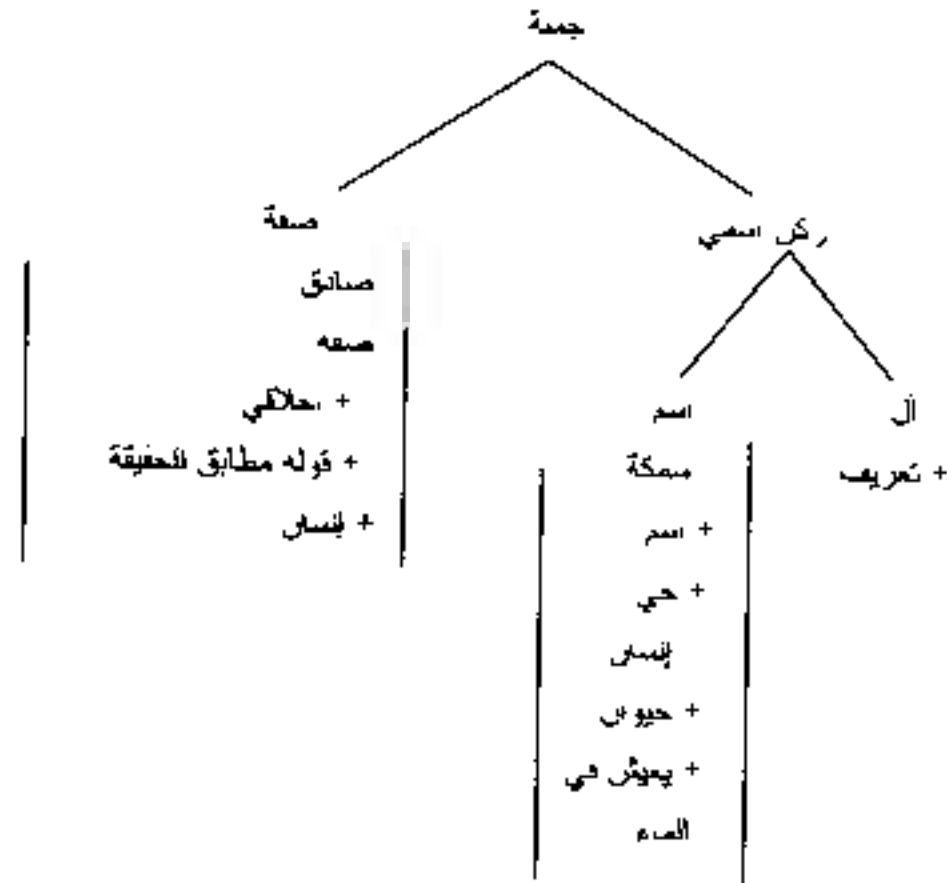 جملة
ركن اسمي
صفة
ال
+ تعريف
اسم
سمكة
+ اسم
+ حي
إنسان
+ حيوان
+ يعيش في
الماء
صادق
صفة
+ أخلاقي
+ قوله مطابق للحقيقة
+ إنسان